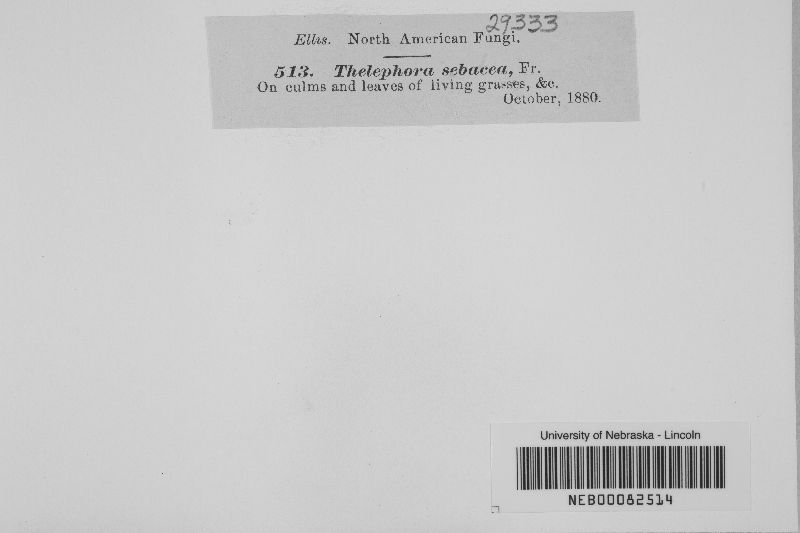 29333
Ellis. North American Fungi.
513. Thelephora sebacea, Fr.
On culms and leaves of living grasses, &c.
October, 1880.
University of Nebraska - Lincoln
NEB00082514